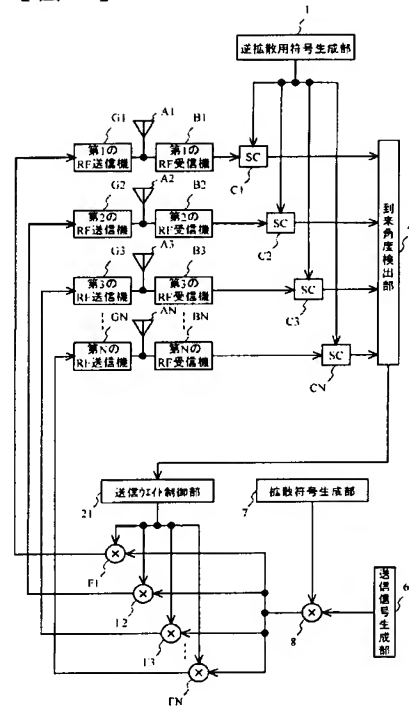 1
逆拡散用符号生成部
G1
A1
B1
第1の
RF送信機
第1の
RF受信機
SC
C1
G2
A2
B2
第2の
RF送信機
第2の
RF受信機
SC
C2
G3
A3
B3
第3の
RF送信機
第3の
RF受信機
SC
C3
GN
AN
BN
第Nの
RF送信機
第Nの
RF受信機
SC
CN
到来角度検出部
送信ウエイト制御部
21
拡散符号生成部
7
F1
8
送信信号生成部
6